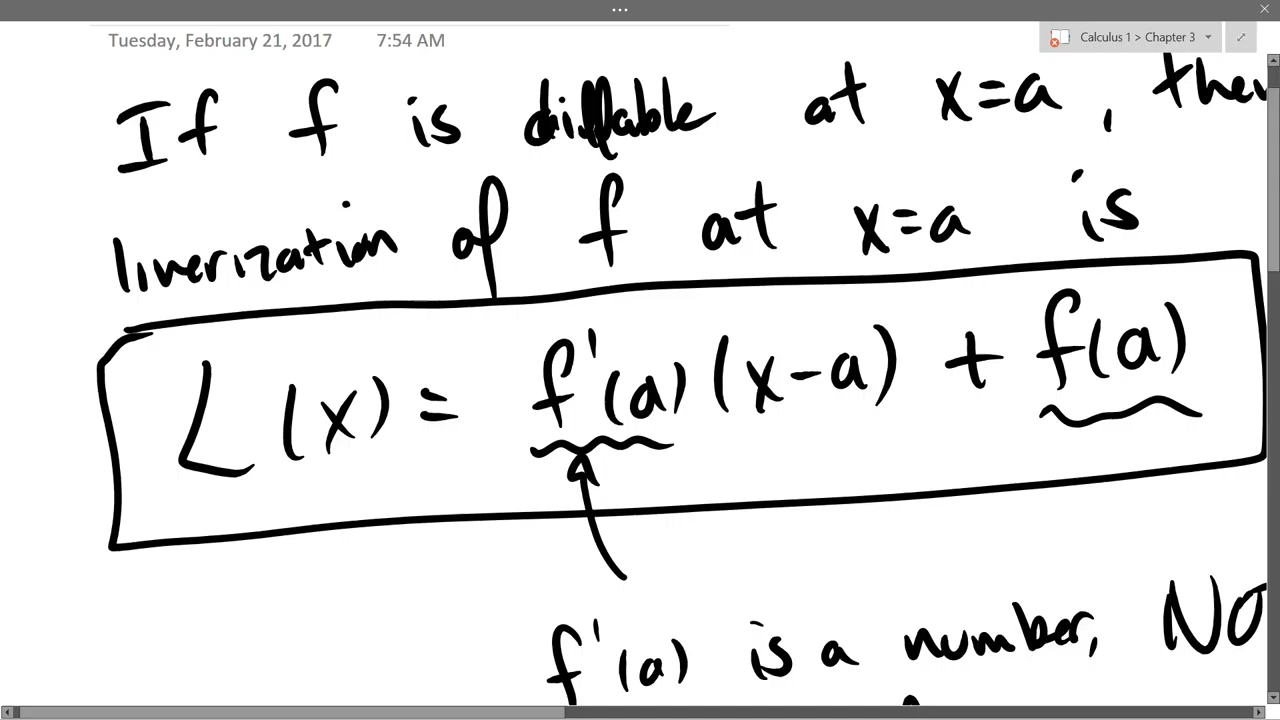 Tuesday, February 21, 2017 7:54 AM
Calculus 1 > Chapter 3
If f is diffable at x=a, then
linerization of f at x=a is
L(x) = f'(a)(x-a) + f(a)
f'(a) is a number, NO